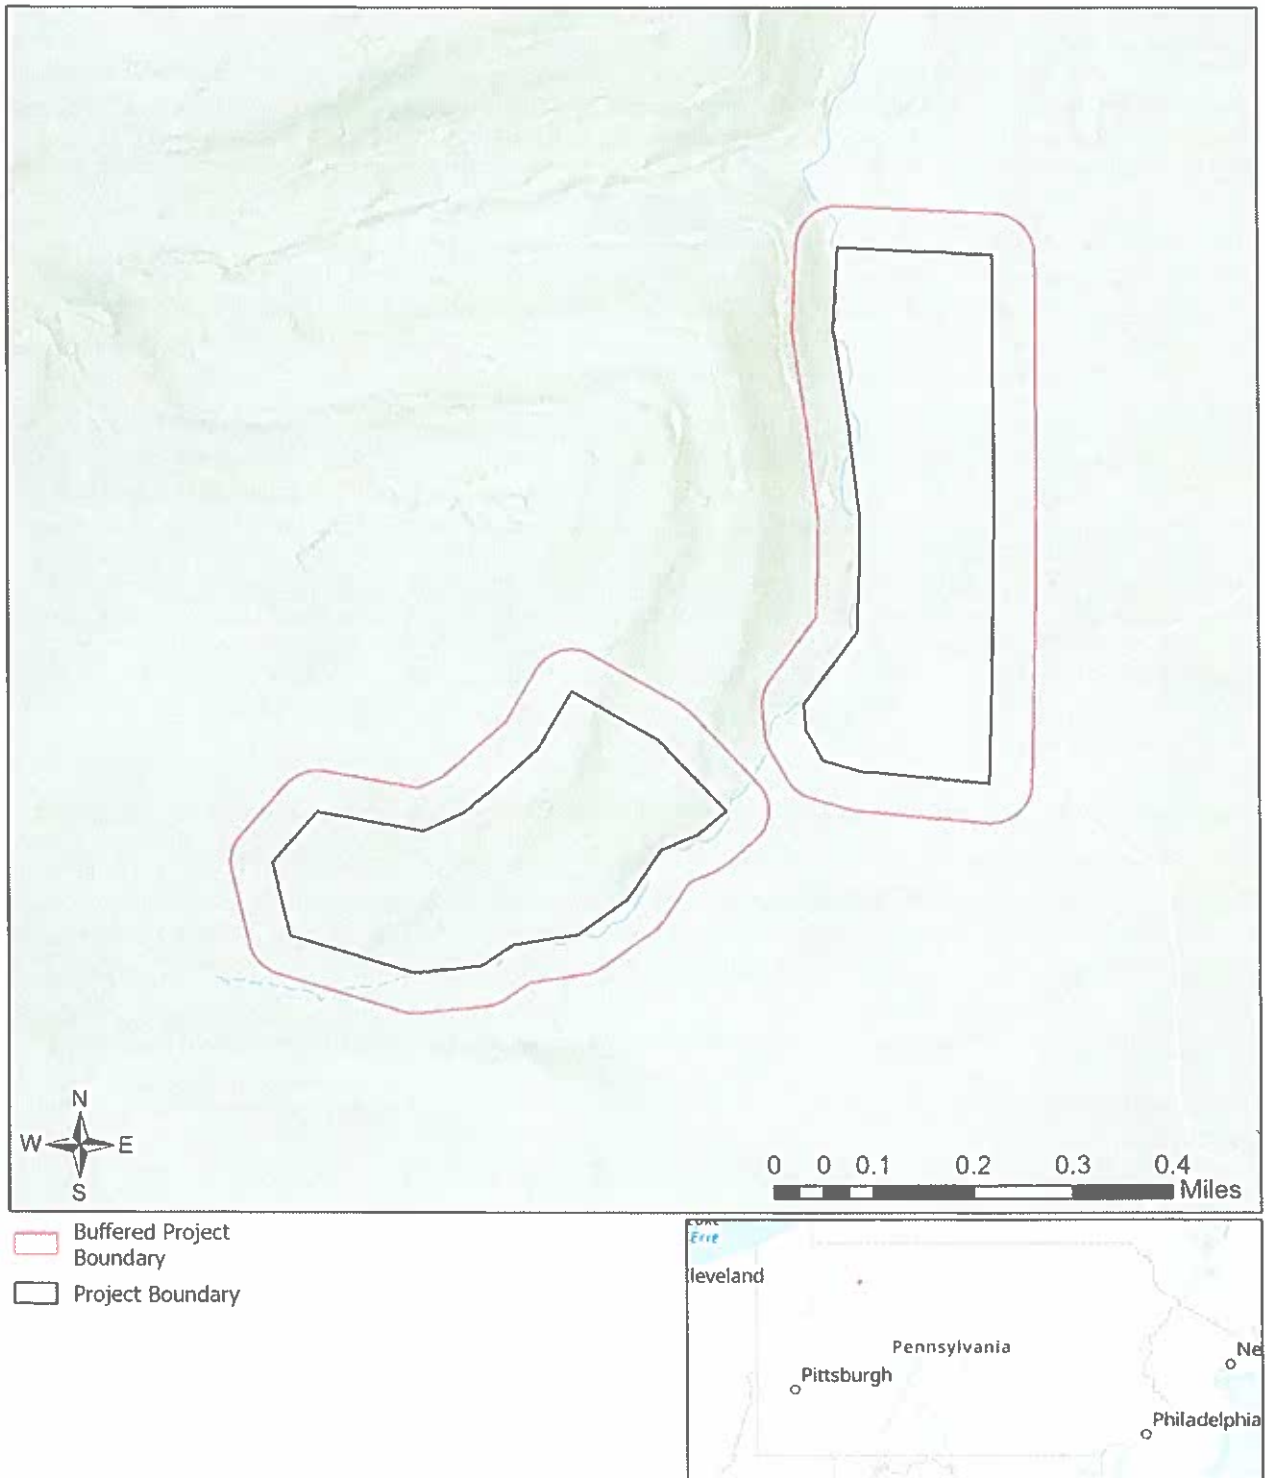 N
W E
S
0 0 0.1 0.2 0.3 0.4
Miles
Buffered Project
Boundary
Project Boundary
Erie
leveland
Pennsylvania
Ne
Pittsburgh
Philadelphia